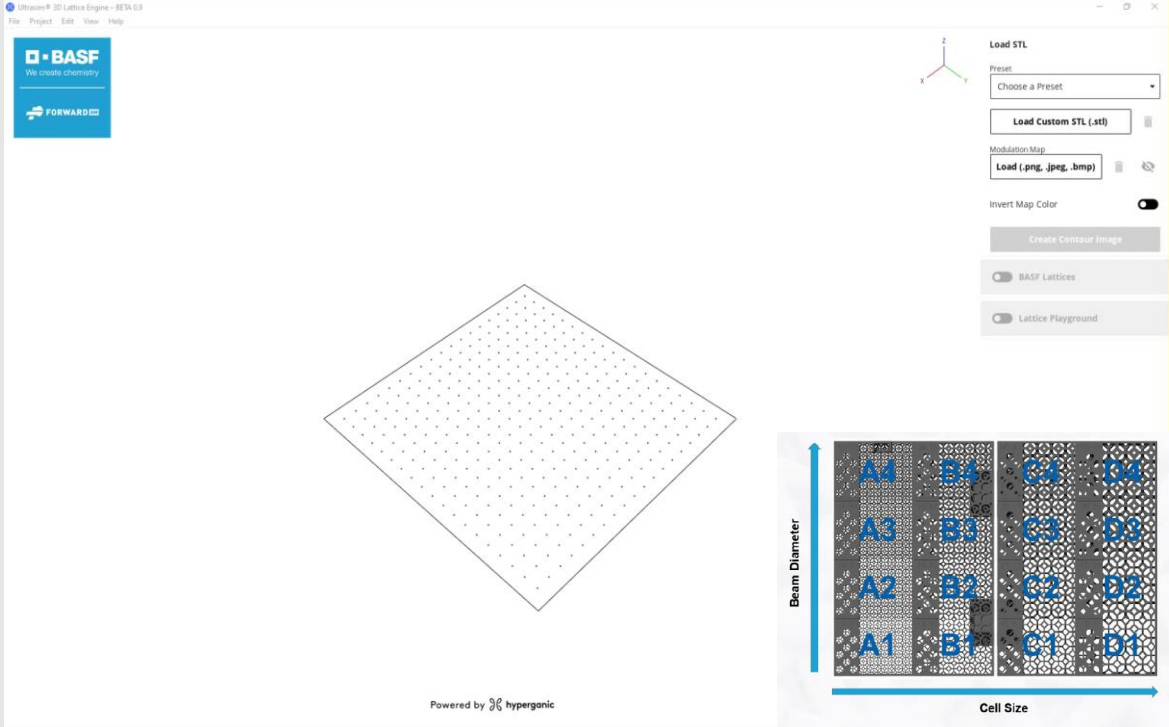 Ultrasim® 3D Lattice Engine – BETA 0.9
File Project Edit View Help
BASF
We create chemistry
FORWARD AM
Z
X
Y
Load STL
Preset
Choose a Preset
Load Custom STL (.stl)
Modulation Map
Load (.png, .jpeg, .bmp)
Invert Map Color
Create Contour Image
BASF Lattices
Lattice Playground
Powered by hyperganic
Beam Diameter
A4 B4 C4 D4
A3 B3 C3 D3
A2 B2 C2 D2
A1 B1 C1 D1
Cell Size